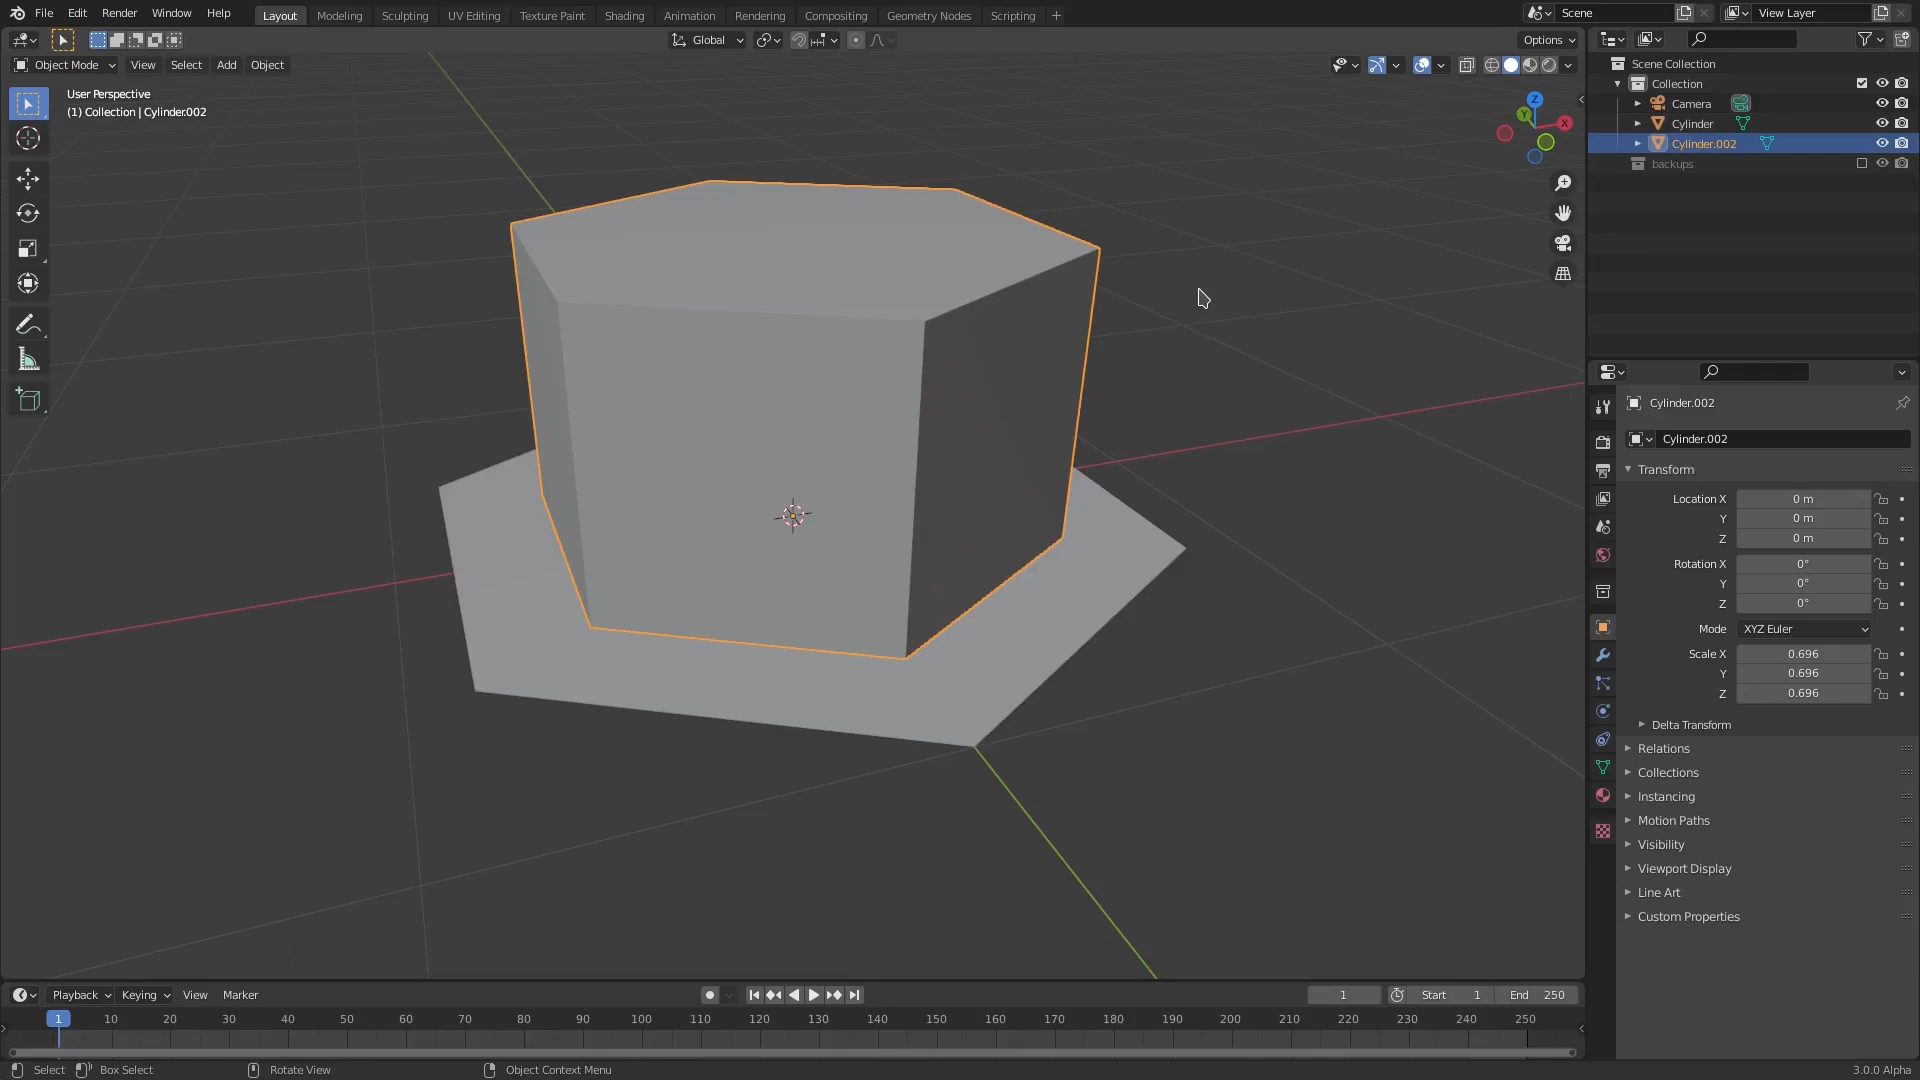 File Edit Render Window Help Layout Modeling Sculpting UV Editing Texture Paint Shading Animation Rendering Compositing Geometry Nodes Scripting + Scene View Layer
Global Options
Object Mode View Select Add Object
User Perspective
(1) Collection | Cylinder.002
Z
Y
X
Scene Collection
Collection
Camera
Cylinder
Cylinder.002
backups
Cylinder.002
Cylinder.002
Transform
Location X 0 m
Y 0 m
Z 0 m
Rotation X 0°
Y 0°
Z 0°
Mode XYZ Euler
Scale X 0.696
Y 0.696
Z 0.696
Delta Transform
Relations
Collections
Instancing
Motion Paths
Visibility
Viewport Display
Line Art
Custom Properties
Playback Keying View Marker 1 Start 1 End 250
1 10 20 30 40 50 60 70 80 90 100 110 120 130 140 150 160 170 180 190 200 210 220 230 240 250
Select Box Select Rotate View Object Context Menu 3.0.0 Alpha